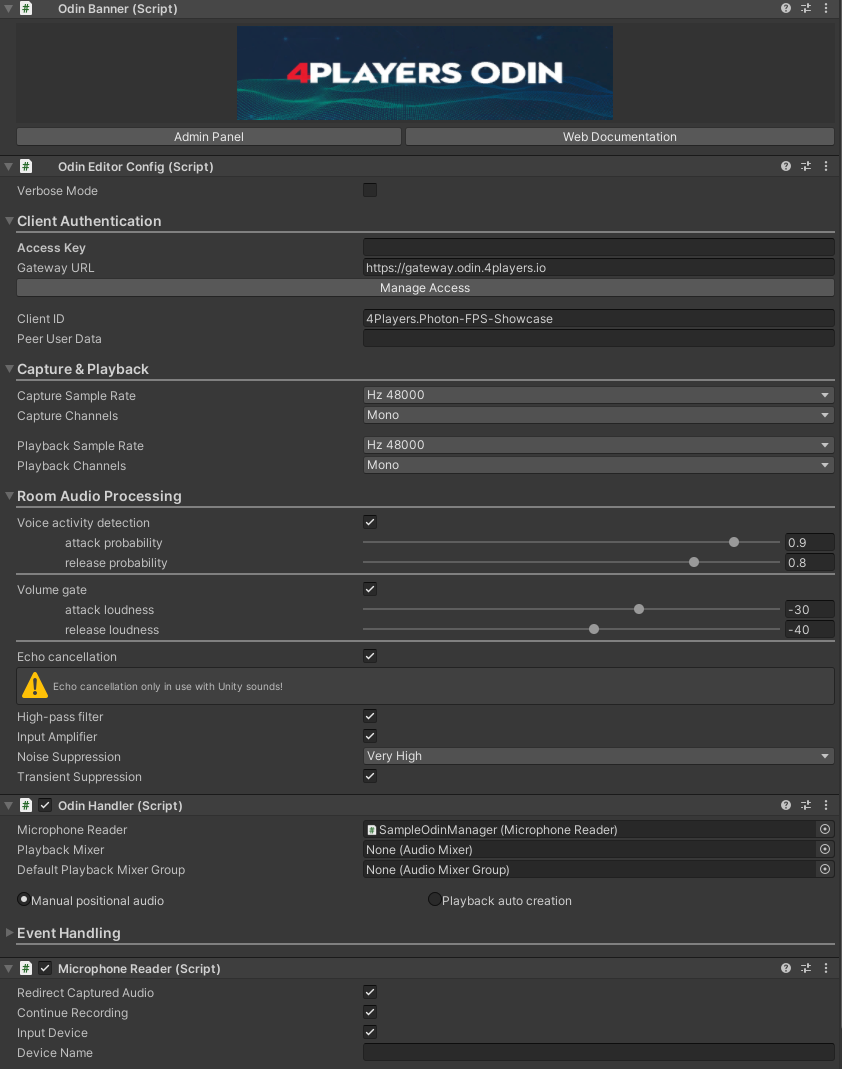 Odin Banner (Script)
4PLAYERS ODIN
Admin Panel
Web Documentation
Odin Editor Config (Script)
Verbose Mode
Client Authentication
Access Key
Gateway URL
https://gateway.odin.4players.io
Manage Access
Client ID
4Players.Photon-FPS-Showcase
Peer User Data
Capture & Playback
Capture Sample Rate
Hz 48000
Capture Channels
Mono
Playback Sample Rate
Hz 48000
Playback Channels
Mono
Room Audio Processing
Voice activity detection
attack probability
0.9
release probability
0.8
Volume gate
attack loudness
-30
release loudness
-40
Echo cancellation
Echo cancellation only in use with Unity sounds!
High-pass filter
Input Amplifier
Noise Suppression
Very High
Transient Suppression
Odin Handler (Script)
Microphone Reader
SampleOdinManager (Microphone Reader)
Playback Mixer
None (Audio Mixer)
Default Playback Mixer Group
None (Audio Mixer Group)
Manual positional audio
Playback auto creation
Event Handling
Microphone Reader (Script)
Redirect Captured Audio
Continue Recording
Input Device
Device Name